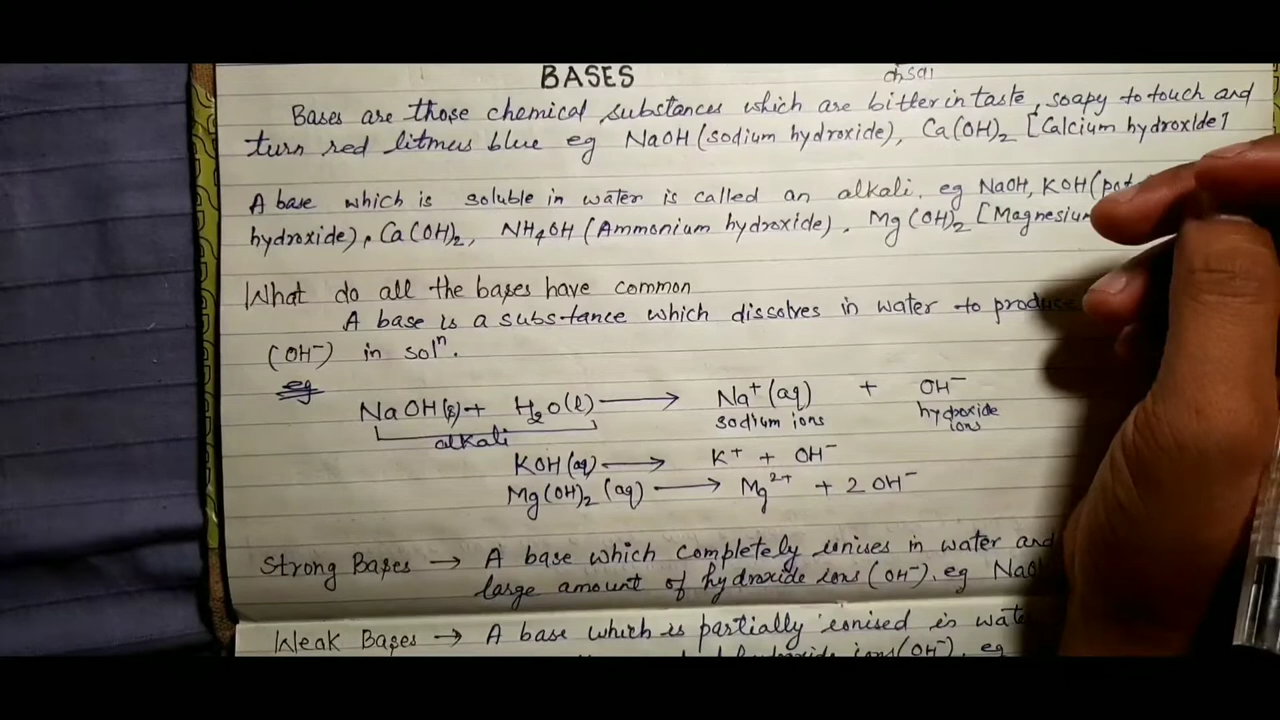 BASES
Bases are those chemical substances which are bitter in taste, soapy to touch and
turn red litmus blue eg NaOH (sodium hydroxide), Ca(OH)₂ [Calcium hydroxide]
A base which is soluble in water is called an alkali. eg NaOH, KOH (pot
hydroxide), Ca(OH)₂, NH4OH (Ammonium hydroxide), Mg(OH)₂ [Magnesium
What do all the bases have common
A base is a substance which dissolves in water to produce
(OH⁻) in solⁿ.
eg
NaOH(s) + H₂O(l) ⟶ Na⁺(aq) + OH⁻
alkali sodium ions hydroxide
ions
KOH(aq) ⟶ K⁺ + OH⁻
Mg(OH)₂ (aq) ⟶ Mg²⁺ + 2OH⁻
Strong Bases → A base which completely ionises in water and
large amount of hydroxide ions (OH⁻). eg NaO
Weak Bases → A base which is partially ionised in wate
ions (OH⁻). eg